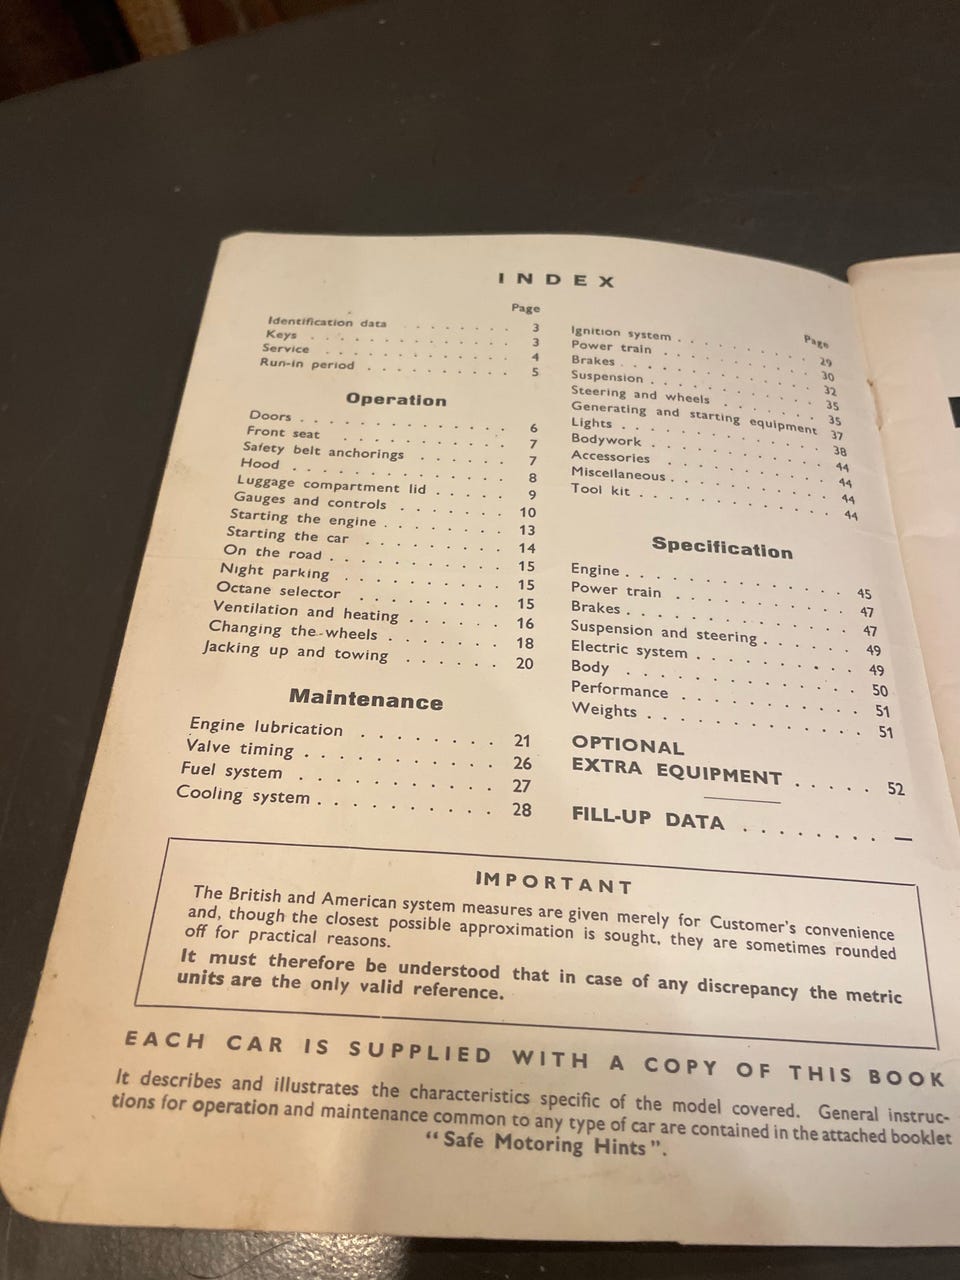 INDEX
Page
Identification data . . . . . . . 3
Keys . . . . . . . . . . . 3
Service . . . . . . . . . . 4
Run-in period . . . . . . . . . 5
Operation
Doors . . . . . . . . . . . 6
Front seat . . . . . . . . . 7
Safety belt anchorings . . . . . . 7
Hood . . . . . . . . . . . 8
Luggage compartment lid . . . . . 9
Gauges and controls . . . . . . . 10
Starting the engine . . . . . . . 13
Starting the car . . . . . . . . 14
On the road . . . . . . . . . 15
Night parking . . . . . . . . . 15
Octane selector . . . . . . . . 15
Ventilation and heating . . . . . . 16
Changing the wheels . . . . . . 18
Jacking up and towing . . . . . . 20
Maintenance
Engine lubrication . . . . . . . . 21
Valve timing . . . . . . . . . . 26
Fuel system . . . . . . . . . . 27
Cooling system . . . . . . . . . 28
Page
Ignition system . . . . . . . . . 29
Power train . . . . . . . . . . 30
Brakes . . . . . . . . . . . 32
Suspension . . . . . . . . . . 35
Steering and wheels . . . . . . . 35
Generating and starting equipment 37
Lights . . . . . . . . . . . 38
Bodywork . . . . . . . . . . 44
Accessories . . . . . . . . . 44
Miscellaneous . . . . . . . . . 44
Tool kit . . . . . . . . . . . 44
Specification
Engine . . . . . . . . . . . 45
Power train . . . . . . . . . . 47
Brakes . . . . . . . . . . . 47
Suspension and steering . . . . . . 49
Electric system . . . . . . . . . 49
Body . . . . . . . . . . . 50
Performance . . . . . . . . . 51
Weights . . . . . . . . . . . 51
OPTIONAL
EXTRA EQUIPMENT . . . . . 52
FILL-UP DATA . . . . . . . . —
IMPORTANT
The British and American system measures are given merely for Customer's convenience
and, though the closest possible approximation is sought, they are sometimes rounded
off for practical reasons.
It must therefore be understood that in case of any discrepancy the metric
units are the only valid reference.
EACH CAR IS SUPPLIED WITH A COPY OF THIS BOOK
It describes and illustrates the characteristics specific of the model covered. General instruc-
tions for operation and maintenance common to any type of car are contained in the attached booklet
“Safe Motoring Hints”.